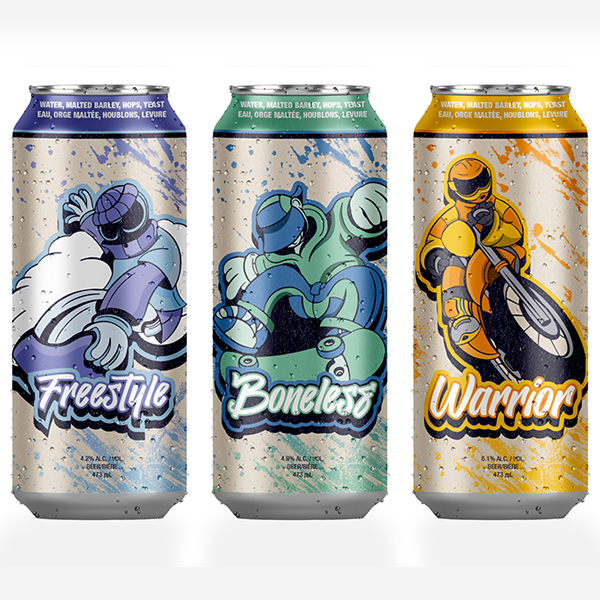 WATER, MALTED BARLEY, HOPS, YEAST
EAU, ORGE MALTÉE, HOUBLONS, LEVURE
Freestyle
4.2% ALC. / VOL.
BEER/BIÈRE
473 mL
WATER, MALTED BARLEY, HOPS, YEAST
EAU, ORGE MALTÉE, HOUBLONS, LEVURE
Boneless
4.9% ALC. / VOL.
BEER/BIÈRE
473 mL
WATER, MALTED BARLEY, HOPS, YEAST
EAU, ORGE MALTÉE, HOUBLONS, LEVURE
Warrior
6.1% ALC. / VOL.
BEER/BIÈRE
473 mL